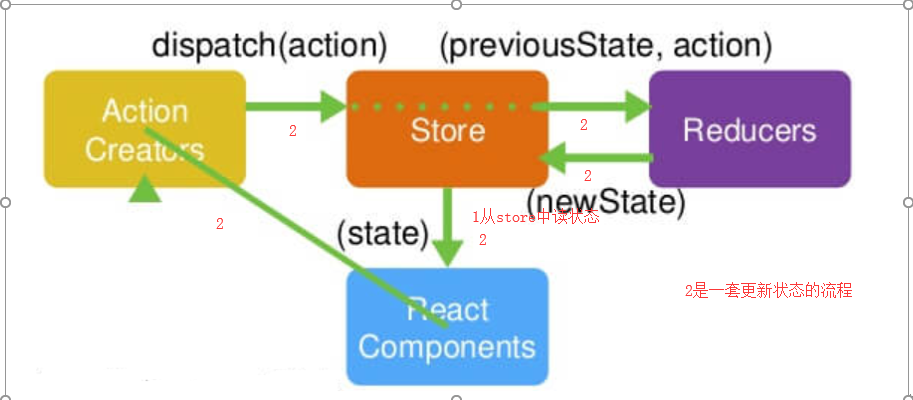 dispatch(action)
(previousState, action)
Action
Creators
2
Store
2
Reducers
2
(newState)
1从store中读状态
2
(state)
2
2是一套更新状态的流程
React
Components